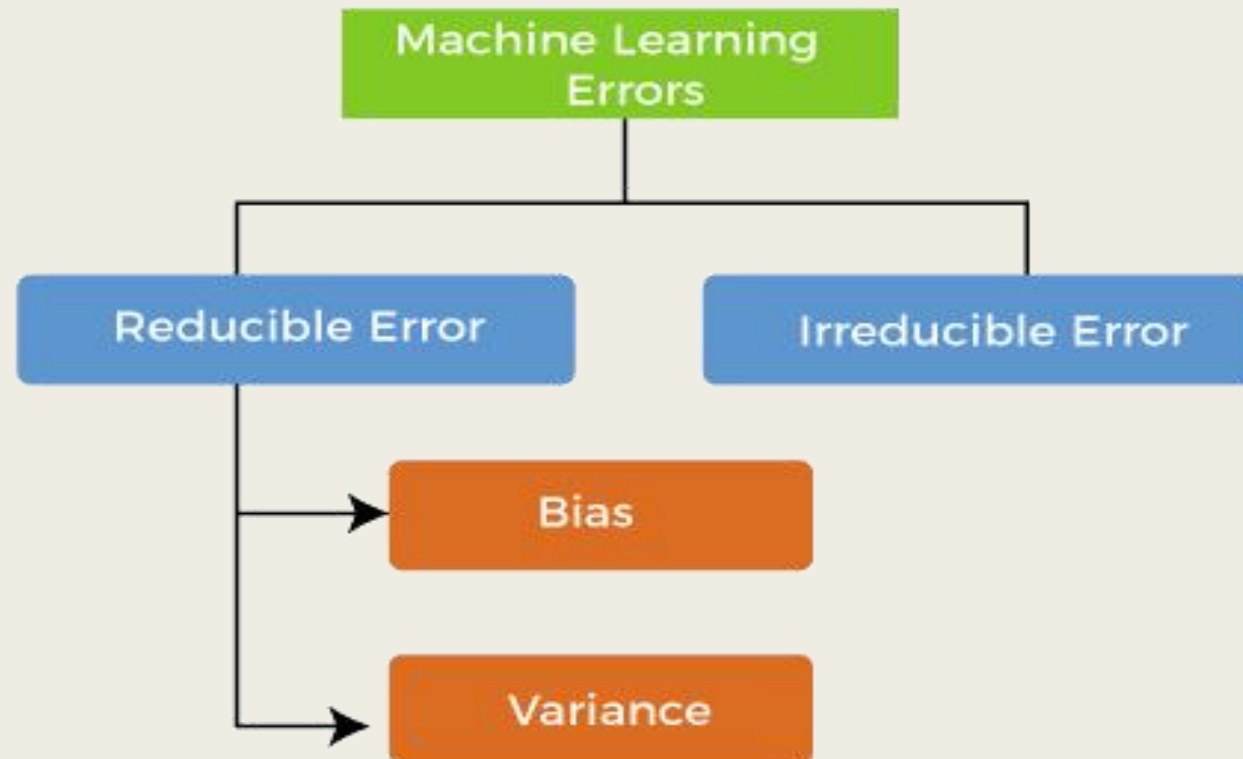 Machine Learning
Errors
Reducible Error
Irreducible Error
Bias
Variance